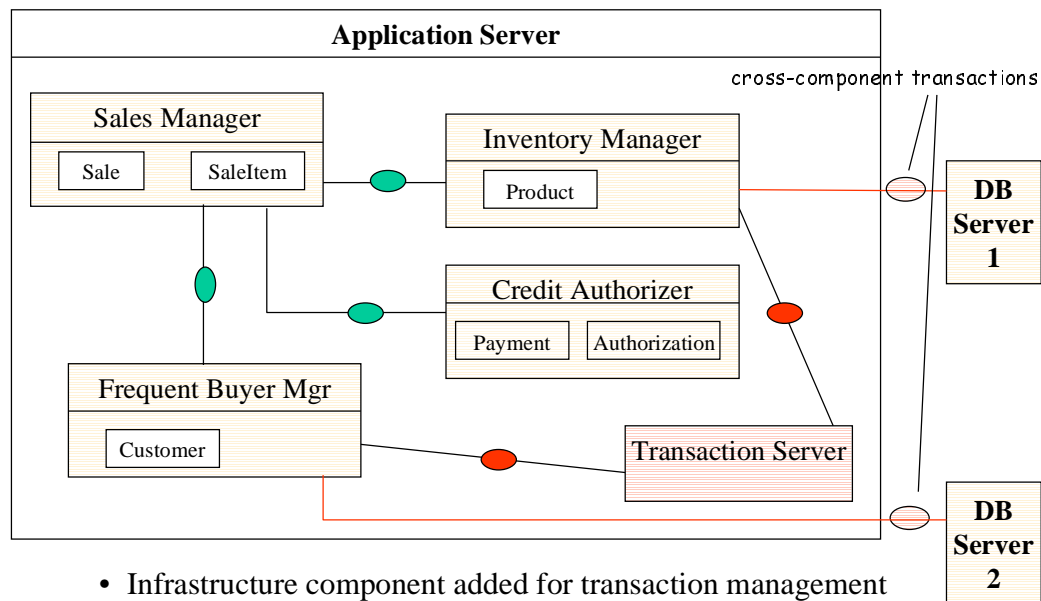 Application Server
cross-component transactions
Sales Manager
Sale
SaleItem
Inventory Manager
Product
DB
Server
1
Credit Authorizer
Payment
Authorization
Frequent Buyer Mgr
Customer
Transaction Server
DB
Server
2
• Infrastructure component added for transaction management